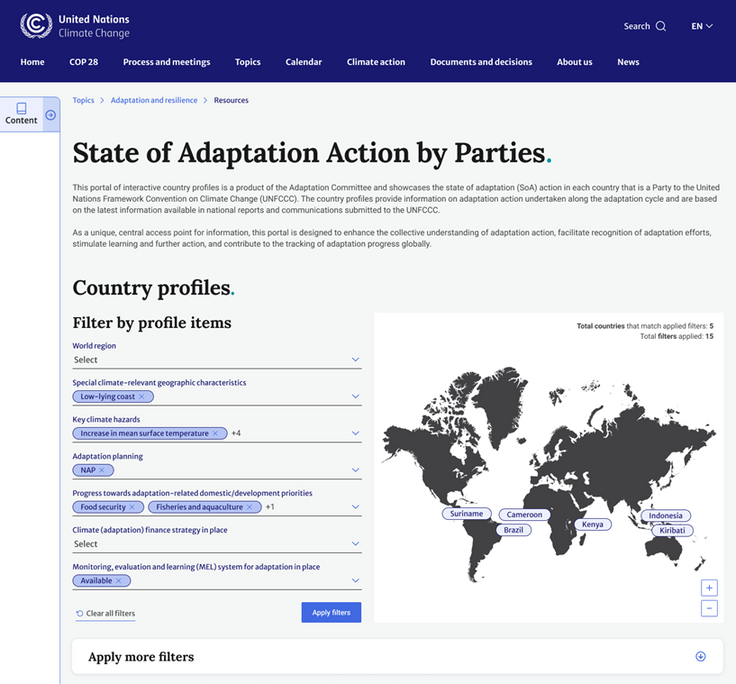 United Nations
Climate Change
Search
EN
Home
COP 28
Process and meetings
Topics
Calendar
Climate action
Documents and decisions
About us
News
Content
Topics > Adaptation and resilience > Resources
State of Adaptation Action by Parties.
This portal of interactive country profiles is a product of the Adaptation Committee and showcases the state of adaptation (SoA) action in each country that is a Party to the United
Nations Framework Convention on Climate Change (UNFCCC). The country profiles provide information on adaptation action undertaken along the adaptation cycle and are based
on the latest information available in national reports and communications submitted to the UNFCCC.
As a unique, central access point for information, this portal is designed to enhance the collective understanding of adaptation action, facilitate recognition of adaptation efforts,
stimulate learning and further action, and contribute to the tracking of adaptation progress globally.
Country profiles.
Filter by profile items
World region
Select
Special climate-relevant geographic characteristics
Low-lying coast ×
Key climate hazards
Increase in mean surface temperature × +4
Adaptation planning
NAP ×
Progress towards adaptation-related domestic/development priorities
Food security × Fisheries and aquaculture × +1
Climate (adaptation) finance strategy in place
Select
Monitoring, evaluation and learning (MEL) system for adaptation in place
Available ×
Clear all filters
Apply filters
Total countries that match applied filters: 5
Total filters applied: 15
Suriname
Cameroon
Brazil
Kenya
Indonesia
Kiribati
+
−
Apply more filters